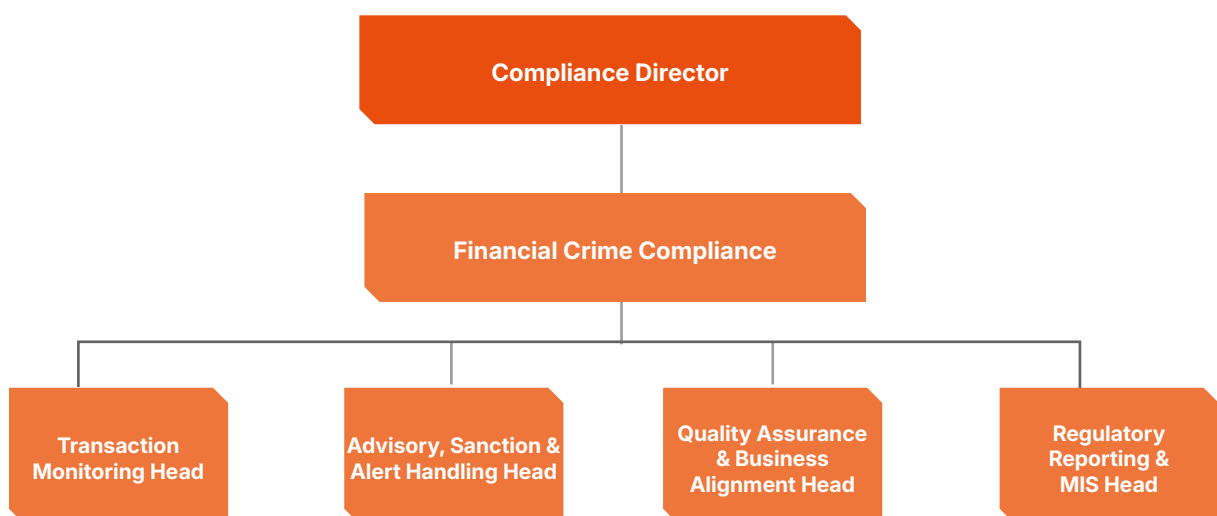 Compliance Director
Financial Crime Compliance
Transaction
Monitoring Head
Advisory, Sanction &
Alert Handling Head
Quality Assurance
& Business
Alignment Head
Regulatory
Reporting &
MIS Head